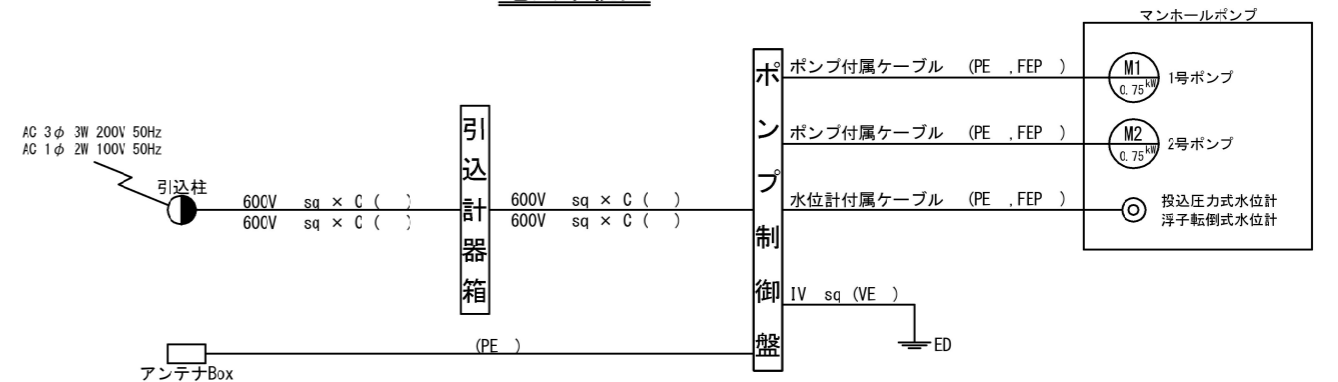 マンホールポンプ
ポンプ付属ケーブル (PE ,FEP )
M1
0.75kW
1号ポンプ
AC 3φ 3W 200V 50Hz
AC 1φ 2W 100V 50Hz
引込柱
600V sq × C ( )
600V sq × C ( )
引込計器箱
600V sq × C ( )
600V sq × C ( )
ポンプ制御盤
ポンプ付属ケーブル (PE ,FEP )
M2
0.75kW
2号ポンプ
水位計付属ケーブル (PE ,FEP )
投込圧力式水位計
浮子転倒式水位計
IV sq (VE )
ED
(PE )
アンテナBox